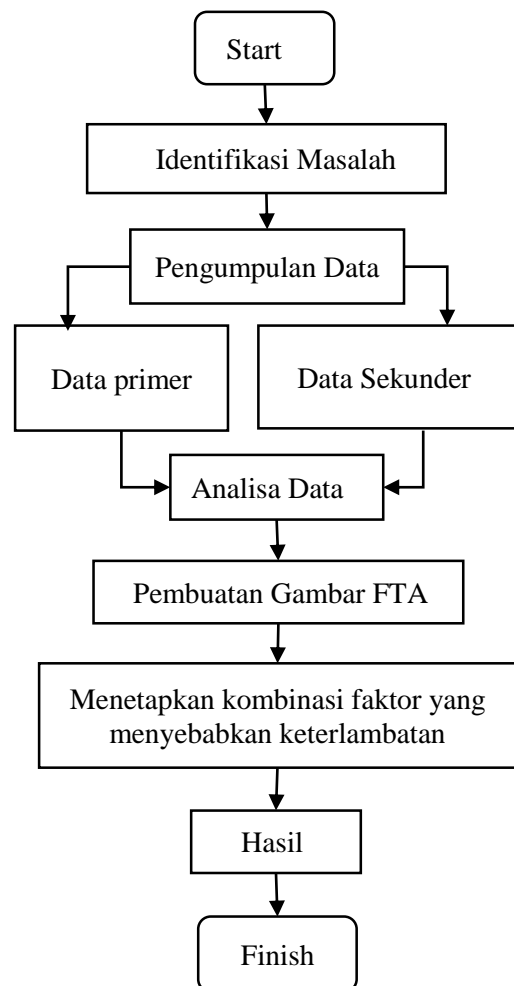 Start
Identifikasi Masalah
Pengumpulan Data
Data primer
Data Sekunder
Analisa Data
Pembuatan Gambar FTA
Menetapkan kombinasi faktor yang
menyebabkan keterlambatan
Hasil
Finish